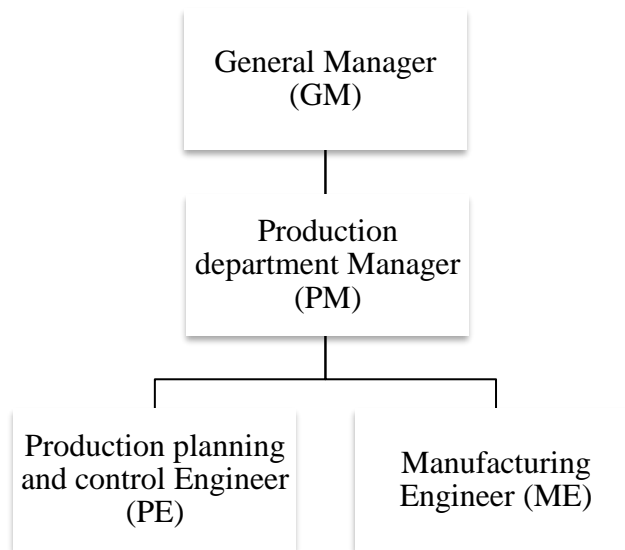 General Manager
(GM)
Production
department Manager
(PM)
Production planning
and control Engineer
(PE)
Manufacturing
Engineer (ME)